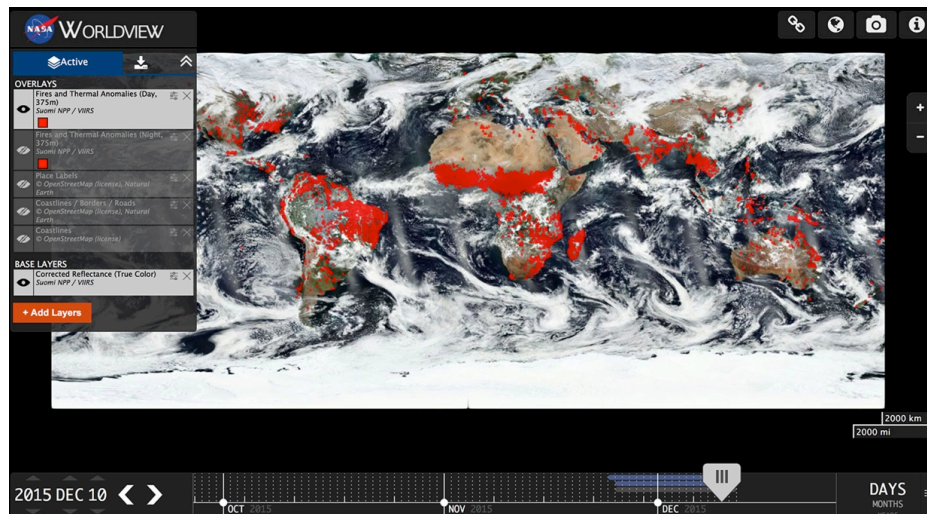 NASA WORLDVIEW
Active
OVERLAYS
Fires and Thermal Anomalies (Day,
375m)
Suomi NPP / VIIRS
Fires and Thermal Anomalies (Night,
375m)
Suomi NPP / VIIRS
Place Labels
© OpenStreetMap (license), Natural
Earth
Coastlines / Borders / Roads
© OpenStreetMap (license), Natural
Earth
Coastlines
© OpenStreetMap (license)
BASE LAYERS
Corrected Reflectance (True Color)
Suomi NPP / VIIRS
+ Add Layers
+
−
2000 km
2000 mi
2015 DEC 10
OCT 2015
NOV 2015
DEC 2015
DAYS
MONTHS